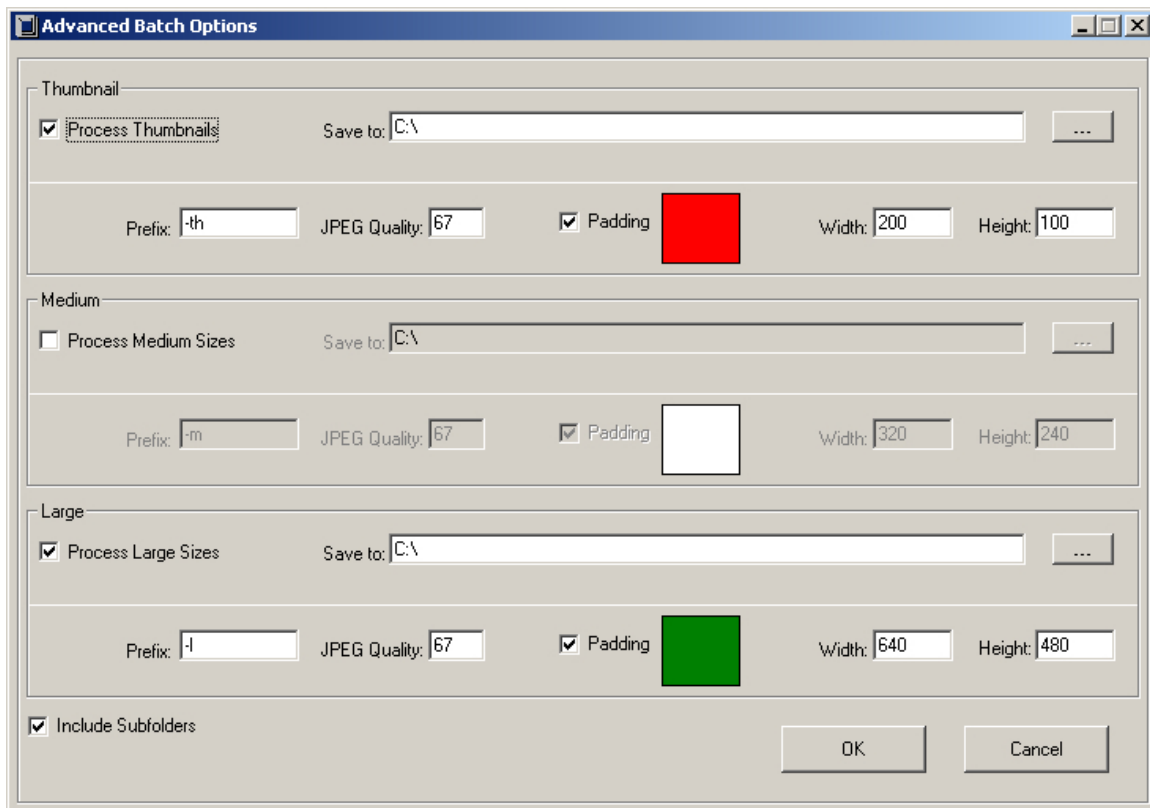 Advanced Batch Options
Thumbnail
Process Thumbnails Save to: C:\ ...
Prefix: -th JPEG Quality: 67 Padding Width: 200 Height: 100
Medium
Process Medium Sizes Save to: C:\ ...
Prefix: -m JPEG Quality: 67 Padding Width: 320 Height: 240
Large
Process Large Sizes Save to: C:\ ...
Prefix: -l JPEG Quality: 67 Padding Width: 640 Height: 480
Include Subfolders
OK Cancel